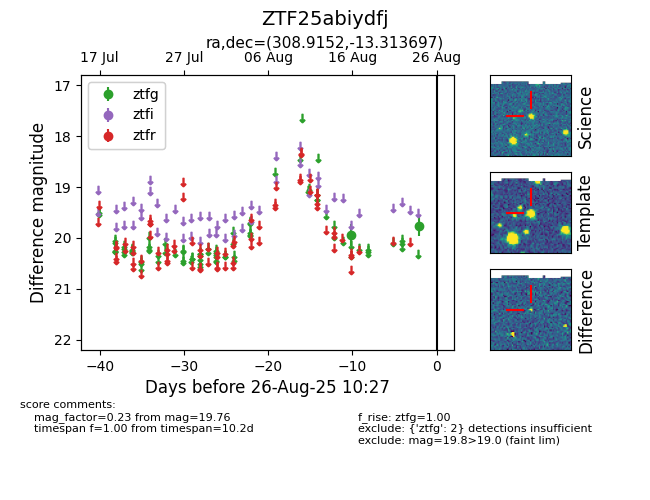 ZTF25abiydfj
ra,dec=(308.9152,-13.313697)
17 Jul 27 Jul 06 Aug 16 Aug 26 Aug
17
18
19
20
21
22
Difference magnitude
ztfg
ztfi
ztfr
−40 −30 −20 −10 0
Days before 26-Aug-25 10:27
Science
Template
Difference
score comments:
mag_factor=0.23 from mag=19.76
timespan f=1.00 from timespan=10.2d
f_rise: ztfg=1.00
exclude: {'ztfg': 2} detections insufficient
exclude: mag=19.8>19.0 (faint lim)